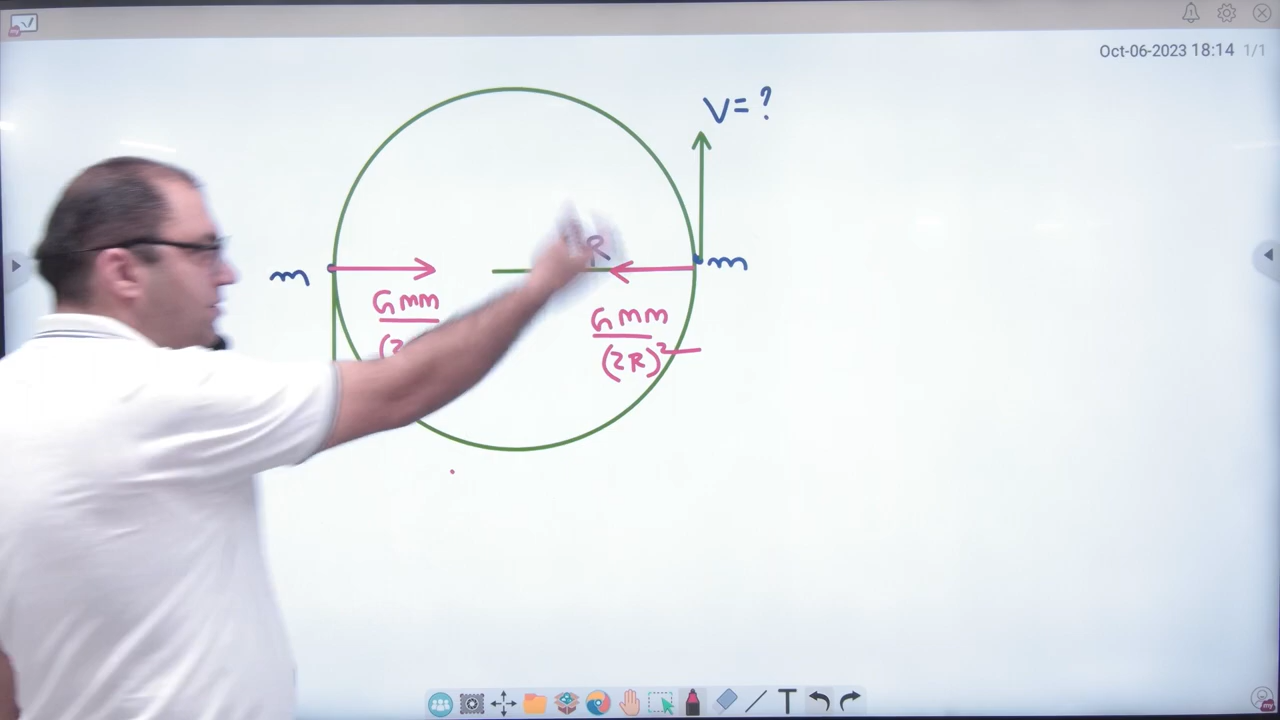 Oct-06-2023 18:14 1/1
V = ?
R
m
m
Gmm
Gmm
(2R)²